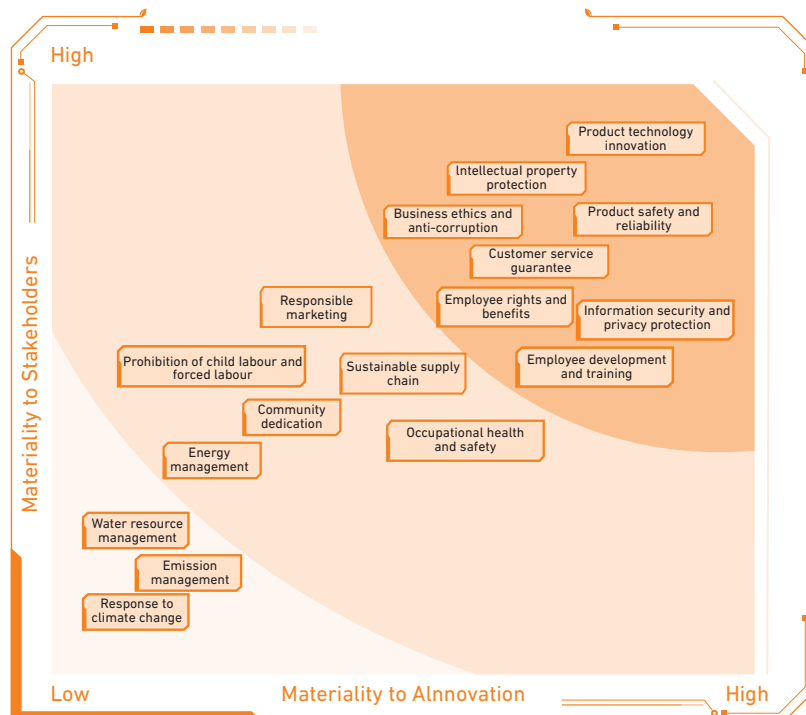 High
Product technology
innovation
Intellectual property
protection
Business ethics and
anti-corruption
Product safety and
reliability
Customer service
guarantee
Responsible
marketing
Employee rights and
benefits
Information security and
privacy protection
Prohibition of child labour and
forced labour
Sustainable supply
chain
Employee development
and training
Community
dedication
Occupational health
and safety
Energy
management
Water resource
management
Emission
management
Response to
climate change
Materiality to Stakeholders
Low
Materiality to AInnovation
High